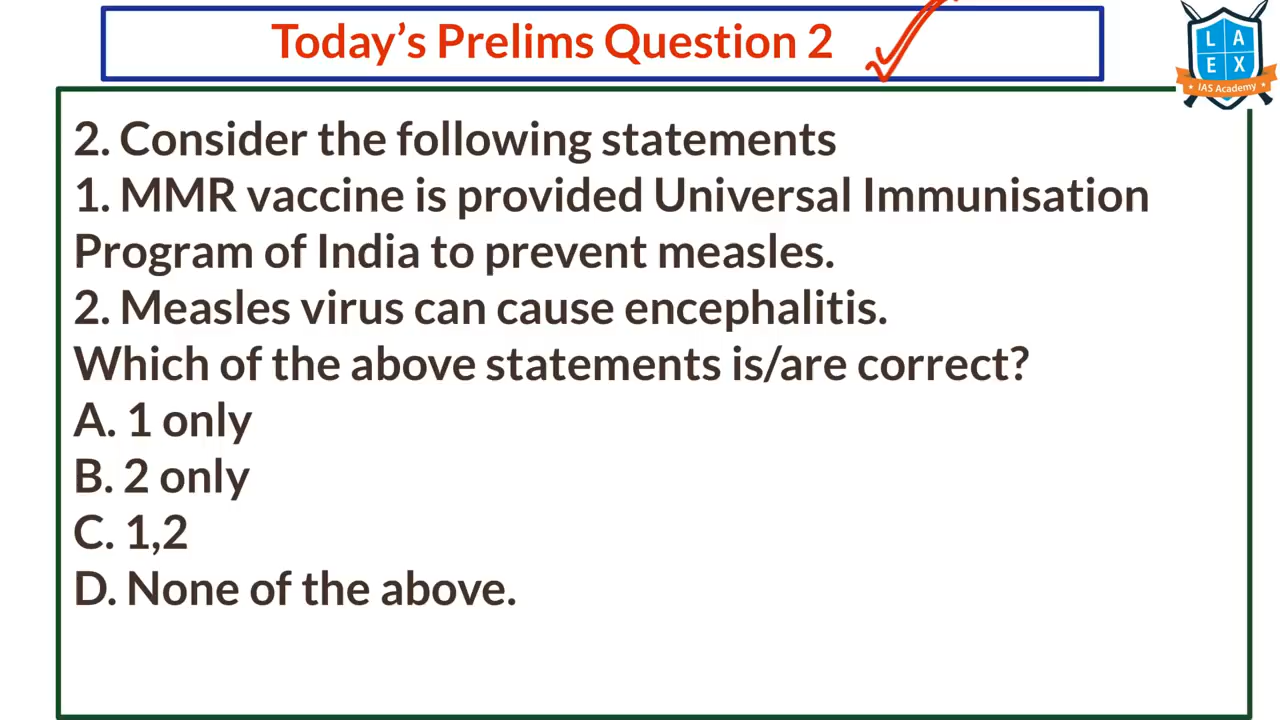 Today’s Prelims Question 2
L A
E X
IAS Academy
2. Consider the following statements
1. MMR vaccine is provided Universal Immunisation
Program of India to prevent measles.
2. Measles virus can cause encephalitis.
Which of the above statements is/are correct?
A. 1 only
B. 2 only
C. 1,2
D. None of the above.